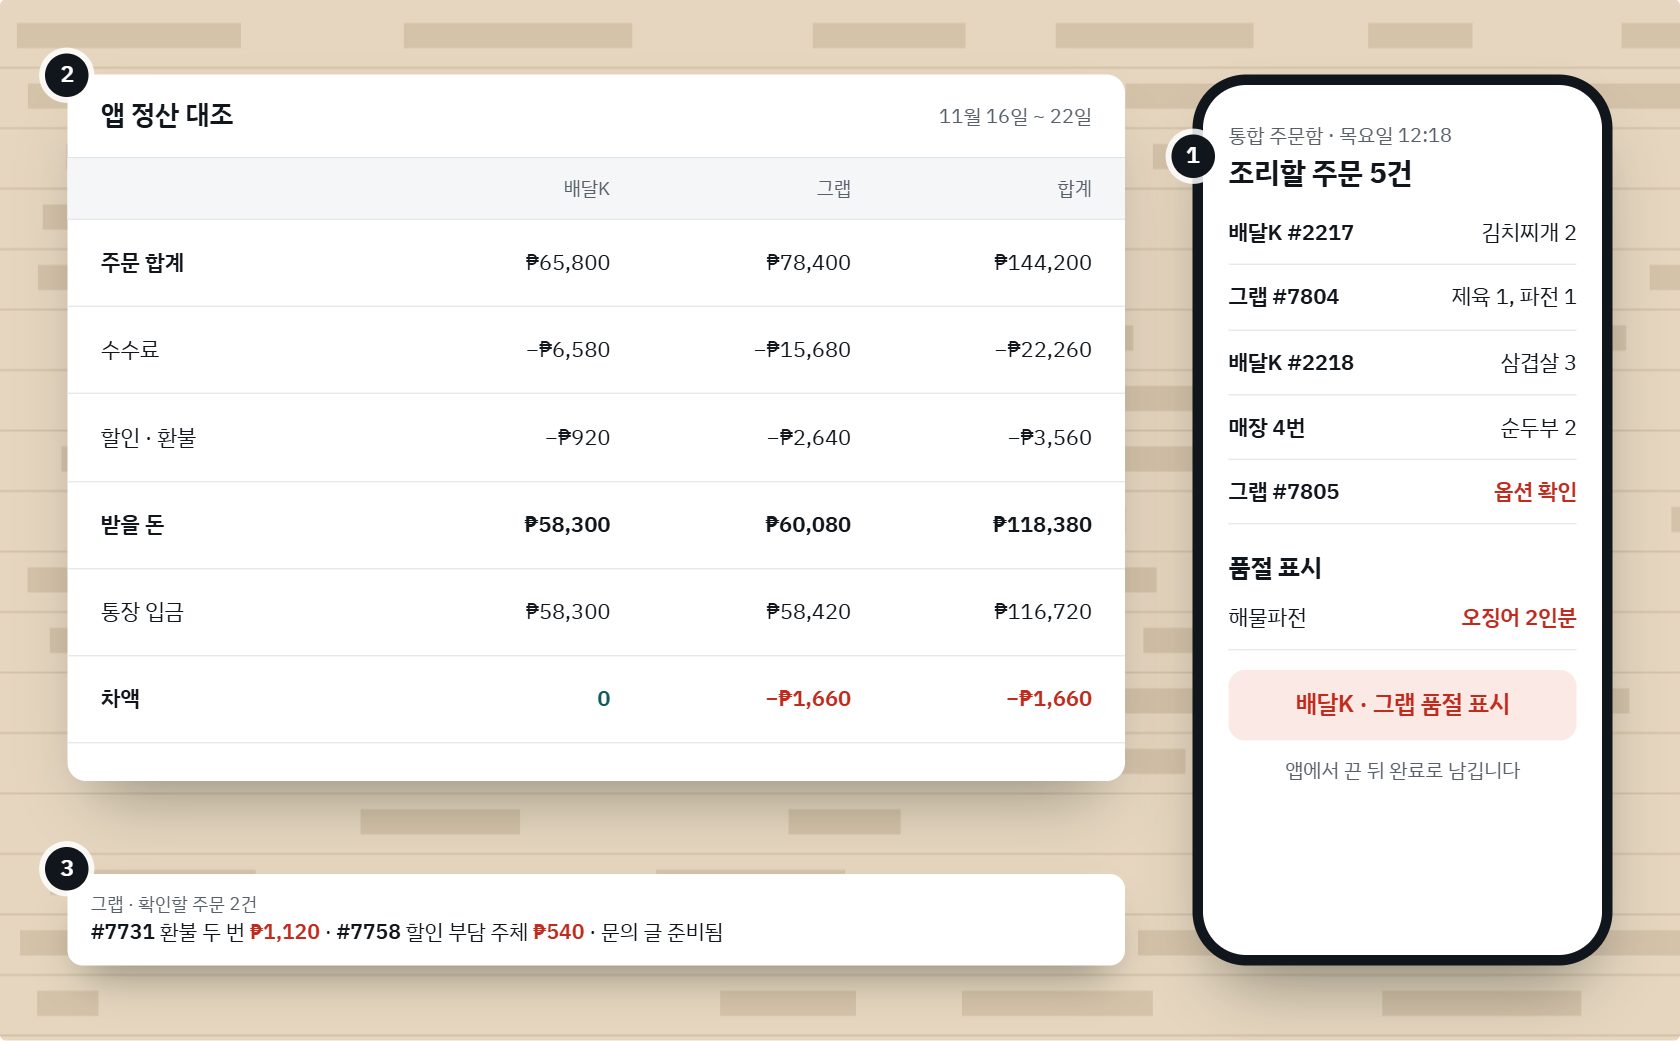 2
앱 정산 대조
11월 16일 ~ 22일
배달K 그랩 합계
주문 합계 ₱65,800 ₱78,400 ₱144,200
수수료 −₱6,580 −₱15,680 −₱22,260
할인 · 환불 −₱920 −₱2,640 −₱3,560
받을 돈 ₱58,300 ₱60,080 ₱118,380
통장 입금 ₱58,300 ₱58,420 ₱116,720
차액 0 −₱1,660 −₱1,660
1
통합 주문함 · 목요일 12:18
조리할 주문 5건
배달K #2217 김치찌개 2
그랩 #7804 제육 1, 파전 1
배달K #2218 삼겹살 3
매장 4번 순두부 2
그랩 #7805 옵션 확인
품절 표시
해물파전 오징어 2인분
배달K · 그랩 품절 표시
앱에서 끈 뒤 완료로 남깁니다
3
그랩 · 확인할 주문 2건
#7731 환불 두 번 ₱1,120 · #7758 할인 부담 주체 ₱540 · 문의 글 준비됨